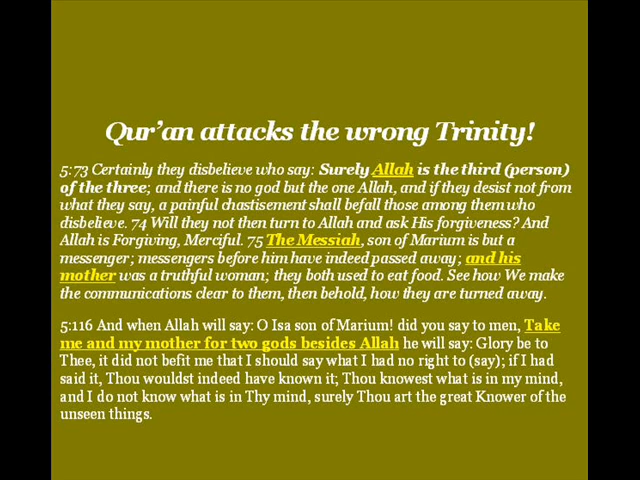 Qur’an attacks the wrong Trinity!
5:73 Certainly they disbelieve who say: Surely Allah is the third (person)
of the three; and there is no god but the one Allah, and if they desist not from
what they say, a painful chastisement shall befall those among them who
disbelieve. 74 Will they not then turn to Allah and ask His forgiveness? And
Allah is Forgiving, Merciful. 75 The Messiah, son of Marium is but a
messenger; messengers before him have indeed passed away; and his
mother was a truthful woman; they both used to eat food. See how We make
the communications clear to them, then behold, how they are turned away.
5:116 And when Allah will say: O Isa son of Marium! did you say to men, Take
me and my mother for two gods besides Allah he will say: Glory be to
Thee, it did not befit me that I should say what I had no right to (say); if I had
said it, Thou wouldst indeed have known it; Thou knowest what is in my mind,
and I do not know what is in Thy mind, surely Thou art the great Knower of the
unseen things.